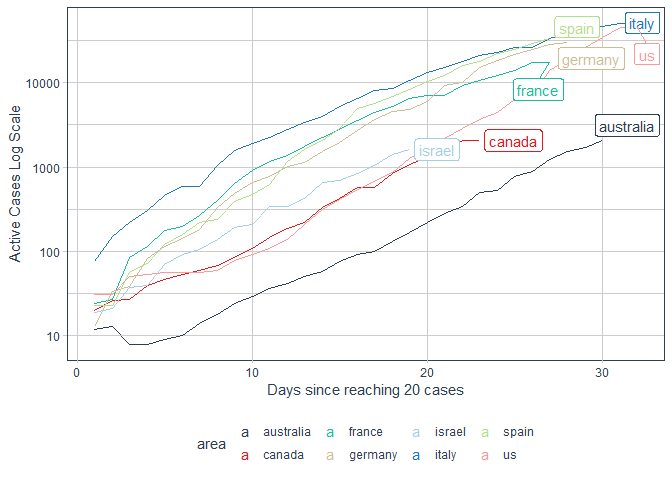 spain
italy
us
germany
10000
france
australia
canada
israel
1000
100
10
Active Cases Log Scale
0
10
20
30
Days since reaching 20 cases
area
a australia a france a israel a spain
a canada a germany a italy a us